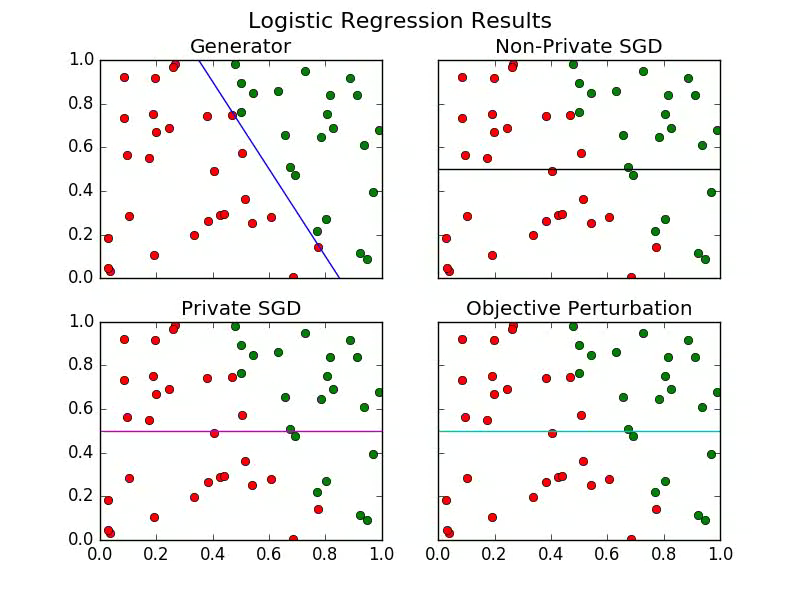 Logistic Regression Results
Generator
Non-Private SGD
1.0
0.8
0.6
0.4
0.2
0.0
Private SGD
Objective Perturbation
1.0
0.8
0.6
0.4
0.2
0.0
0.0 0.2 0.4 0.6 0.8 1.0
0.0 0.2 0.4 0.6 0.8 1.0